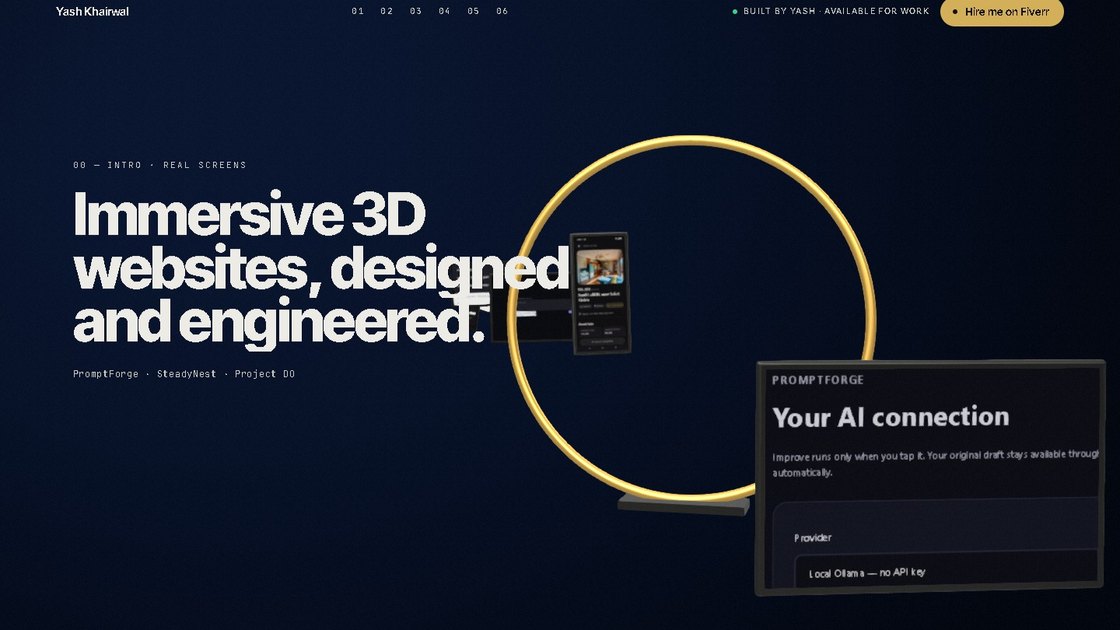 Yash Khairwal
01 02 03 04 05 06
BUILT BY YASH · AVAILABLE FOR WORK
Hire me on Fiverr
00 — INTRO · REAL SCREENS
Immersive 3D
websites, designed
and engineered.
PromptForge · SteadyNest · Project DO
PROMPTFORGE
Your AI connection
Improve runs only when you tap it. Your original draft stays available through
automatically.
Provider
Local Ollama — no API key